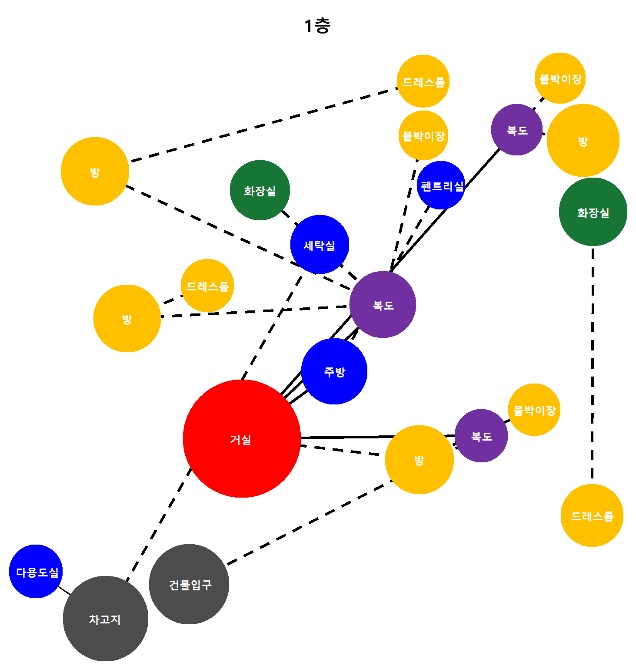 1층
드레스룸
붙박이장
복도
방
붙박이장
방
화장실
펜트리실
화장실
세탁실
드레스룸
복도
방
주방
거실
붙박이장
복도
방
드레스룸
다용도실
건물입구
차고지